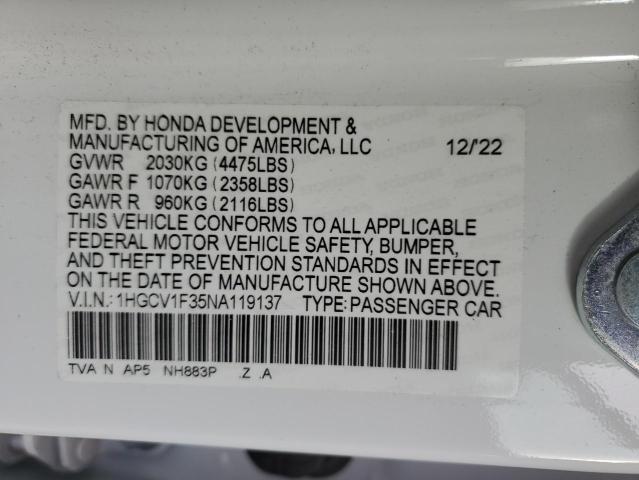 MFD. BY HONDA DEVELOPMENT &
MANUFACTURING OF AMERICA, LLC 12/'22
GVWR 2030KG (4475LBS)
GAWR F 1070KG (2358LBS)
GAWR R 960KG (2116LBS)
THIS VEHICLE CONFORMS TO ALL APPLICABLE
FEDERAL MOTOR VEHICLE SAFETY, BUMPER,
AND THEFT PREVENTION STANDARDS IN EFFECT
ON THE DATE OF MANUFACTURE SHOWN ABOVE.
V.I.N.: 1HGCV1F35NA119137 TYPE: PASSENGER CAR
TVA N AP5 NH883P .Z .A